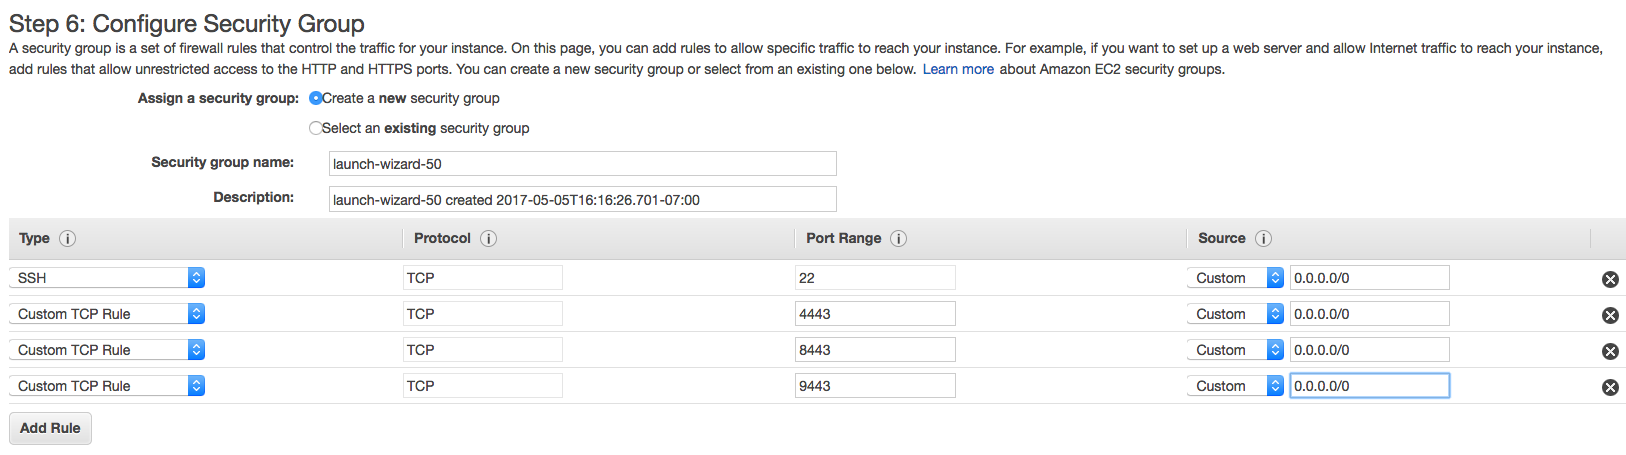 Step 6: Configure Security Group
A security group is a set of firewall rules that control the traffic for your instance. On this page, you can add rules to allow specific traffic to reach your instance. For example, if you want to set up a web server and allow Internet traffic to reach your instance,
add rules that allow unrestricted access to the HTTP and HTTPS ports. You can create a new security group or select from an existing one below. Learn more about Amazon EC2 security groups.
Assign a security group: Create a new security group
Select an existing security group
Security group name: launch-wizard-50
Description: launch-wizard-50 created 2017-05-05T16:16:26.701-07:00
Type i Protocol i Port Range i Source i
SSH TCP 22 Custom 0.0.0.0/0
Custom TCP Rule TCP 4443 Custom 0.0.0.0/0
Custom TCP Rule TCP 8443 Custom 0.0.0.0/0
Custom TCP Rule TCP 9443 Custom 0.0.0.0/0
Add Rule